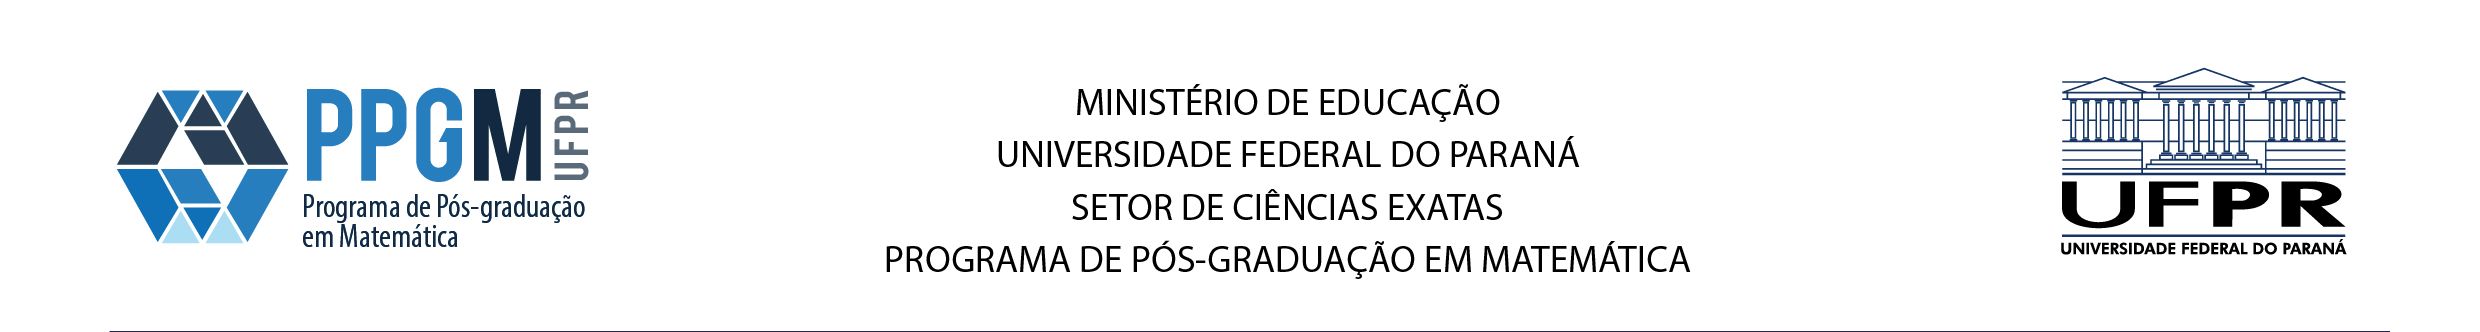 PPGM
UFPR
Programa de Pós-graduação
em Matemática
MINISTÉRIO DE EDUCAÇÃO
UNIVERSIDADE FEDERAL DO PARANÁ
SETOR DE CIÊNCIAS EXATAS
PROGRAMA DE PÓS-GRADUAÇÃO EM MATEMÁTICA
UFPR
UNIVERSIDADE FEDERAL DO PARANÁ